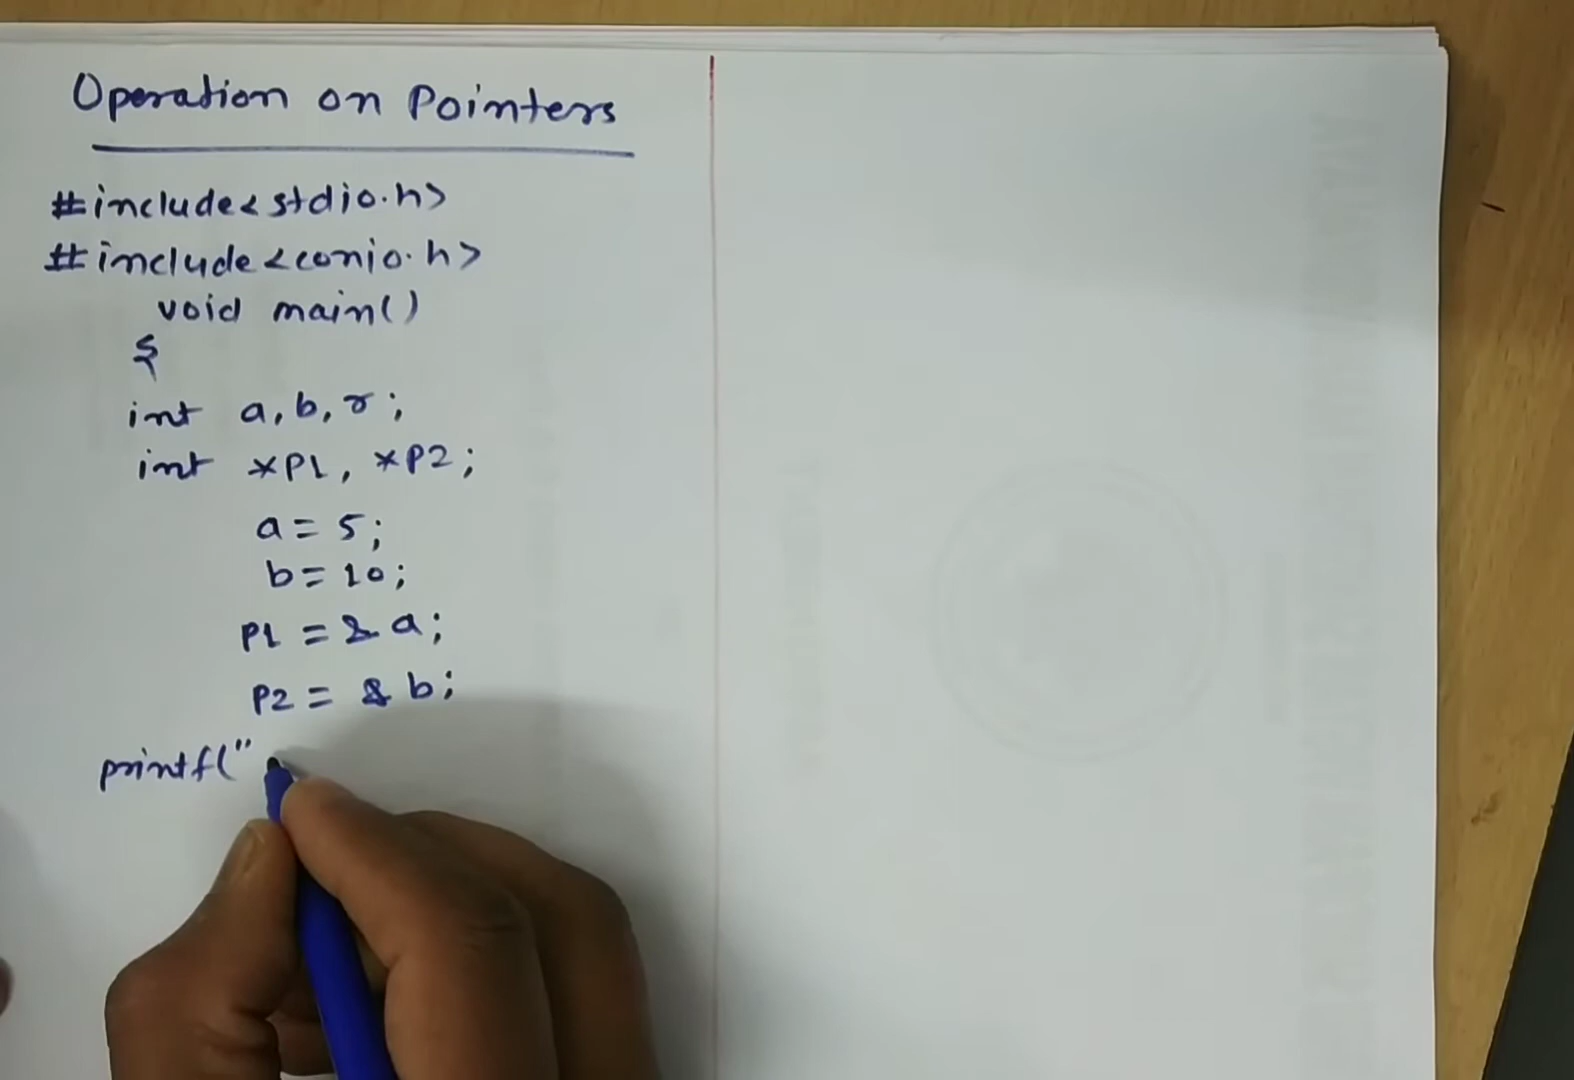 Operation on Pointers
#include<stdio.h>
#include<conio.h>
void main()
{
int a, b, r;
int *P1, *P2;
a = 5;
b = 10;
P1 = & a;
P2 = & b;
printf("